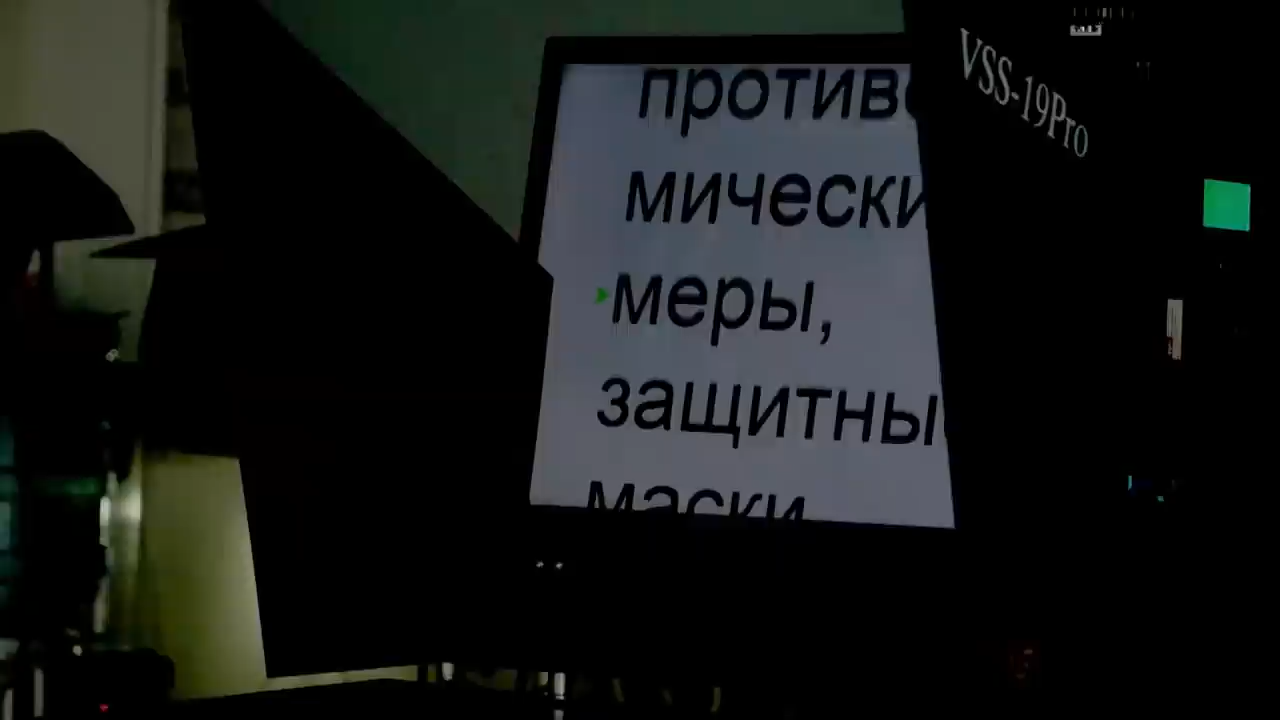 против
мически
меры,
защитны
маски
VSS-19Pro